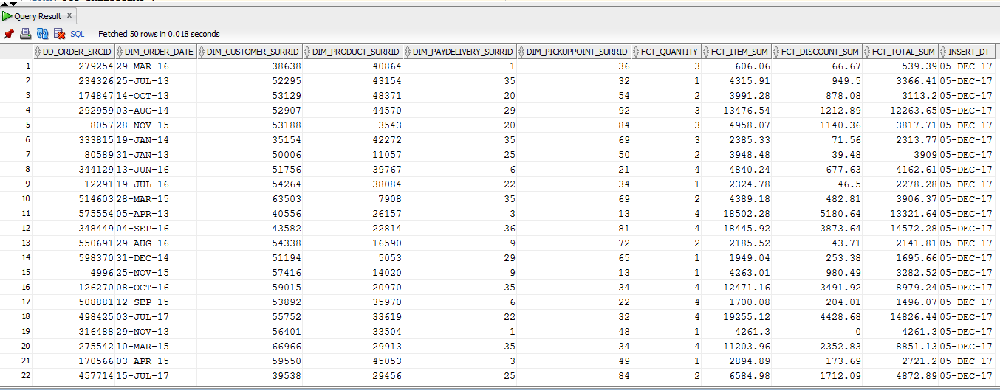 Query Result x
SQL | Fetched 50 rows in 0.018 seconds
DD_ORDER_SRCID DIM_ORDER_DATE DIM_CUSTOMER_SURRID DIM_PRODUCT_SURRID DIM_PAYDELIVERY_SURRID DIM_PICKUPPOINT_SURRID FCT_QUANTITY FCT_ITEM_SUM FCT_DISCOUNT_SUM FCT_TOTAL_SUM INSERT_DT
1 279254 29-MAR-16 38638 40864 1 36 3 606.06 66.67 539.39 05-DEC-17
2 234326 25-JUL-13 52295 43154 35 32 1 4315.91 949.5 3366.41 05-DEC-17
3 174847 14-OCT-13 53129 48371 20 54 2 3991.28 878.08 3113.2 05-DEC-17
4 292959 03-AUG-14 52907 44570 29 92 3 13476.54 1212.89 12263.65 05-DEC-17
5 8057 28-NOV-15 53188 3543 20 84 3 4958.07 1140.36 3817.71 05-DEC-17
6 333815 19-JAN-14 35154 42272 35 69 3 2385.33 71.56 2313.77 05-DEC-17
7 80589 31-JAN-13 50006 11057 25 50 2 3948.48 39.48 3909 05-DEC-17
8 344129 13-JUN-16 51756 39767 6 21 4 4840.24 677.63 4162.61 05-DEC-17
9 12291 19-JUL-16 54264 38084 22 34 1 2324.78 46.5 2278.28 05-DEC-17
10 514603 28-MAR-15 63503 7908 35 69 2 4389.18 482.81 3906.37 05-DEC-17
11 575554 05-APR-13 40556 26157 3 13 4 18502.28 5180.64 13321.64 05-DEC-17
12 348449 04-SEP-16 43582 22814 36 81 4 18445.92 3873.64 14572.28 05-DEC-17
13 550691 29-AUG-16 54338 16590 9 72 2 2185.52 43.71 2141.81 05-DEC-17
14 598370 31-DEC-14 51194 5053 29 65 1 1949.04 253.38 1695.66 05-DEC-17
15 4996 25-NOV-15 57416 14020 9 13 1 4263.01 980.49 3282.52 05-DEC-17
16 126270 08-OCT-16 59015 20970 35 34 4 12471.16 3491.92 8979.24 05-DEC-17
17 508881 12-SEP-15 53892 35970 6 22 4 1700.08 204.01 1496.07 05-DEC-17
18 498425 03-JUL-17 55752 33619 22 32 4 19255.12 4428.68 14826.44 05-DEC-17
19 316488 29-NOV-13 56401 33504 1 48 1 4261.3 0 4261.3 05-DEC-17
20 275542 10-MAR-15 66966 29913 35 34 4 11203.96 2352.83 8851.13 05-DEC-17
21 170566 03-APR-15 59550 45053 3 49 1 2894.89 173.69 2721.2 05-DEC-17
22 457714 15-JUL-17 39538 29456 25 84 2 6584.98 1712.09 4872.89 05-DEC-17